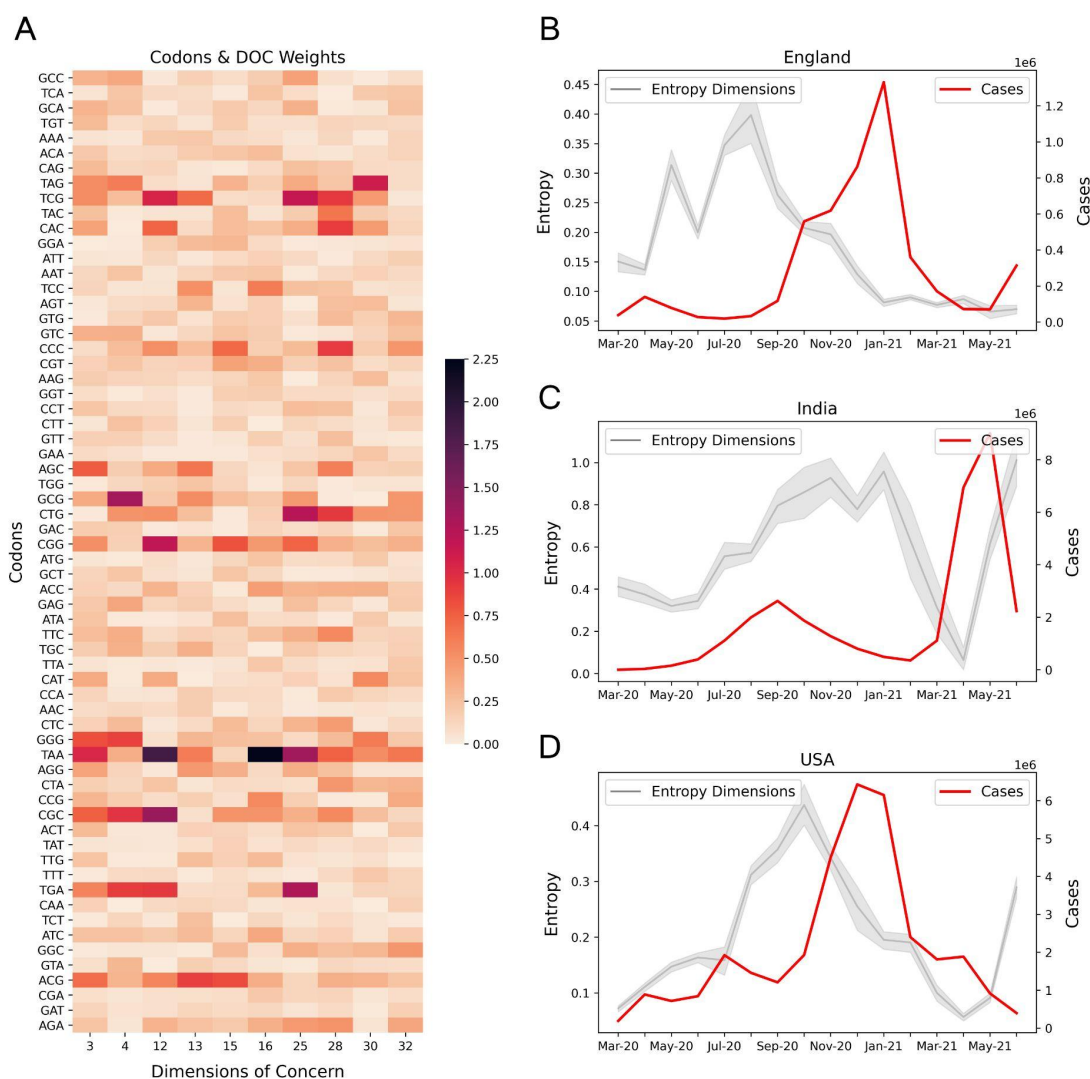 A
Codons & DOC Weights
GCC
TCA
GCA
TGT
AAA
ACA
CAG
TAG
TCG
TAC
CAC
GGA
ATT
AAT
TCC
AGT
GTG
GTC
CCC
CGT
AAG
GGT
CCT
CTT
GTT
GAA
AGC
TGG
GCG
CTG
GAC
CGG
ATG
GCT
ACC
GAG
ATA
TTC
TGC
TTA
CAT
CCA
AAC
CTC
GGG
TAA
AGG
CTA
CCG
CGC
ACT
TAT
TTG
TTT
TGA
CAA
TCT
ATC
GGC
GTA
ACG
CGA
GAT
AGA
Codons
3 4 12 13 15 16 25 28 30 32
Dimensions of Concern
2.25
2.00
1.75
1.50
1.25
1.00
0.75
0.50
0.25
0.00
B
England
1e6
Entropy Dimensions
Cases
0.45
0.40
0.35
0.30
0.25
0.20
0.15
0.10
0.05
Entropy
1.2
1.0
0.8
0.6
0.4
0.2
0.0
Cases
Mar-20 May-20 Jul-20 Sep-20 Nov-20 Jan-21 Mar-21 May-21
C
India
1e6
Entropy Dimensions
Cases
1.0
0.8
0.6
0.4
0.2
0.0
Entropy
8
6
4
2
0
Cases
Mar-20 May-20 Jul-20 Sep-20 Nov-20 Jan-21 Mar-21 May-21
D
USA
1e6
Entropy Dimensions
Cases
0.4
0.3
0.2
0.1
Entropy
6
5
4
3
2
1
0
Cases
Mar-20 May-20 Jul-20 Sep-20 Nov-20 Jan-21 Mar-21 May-21